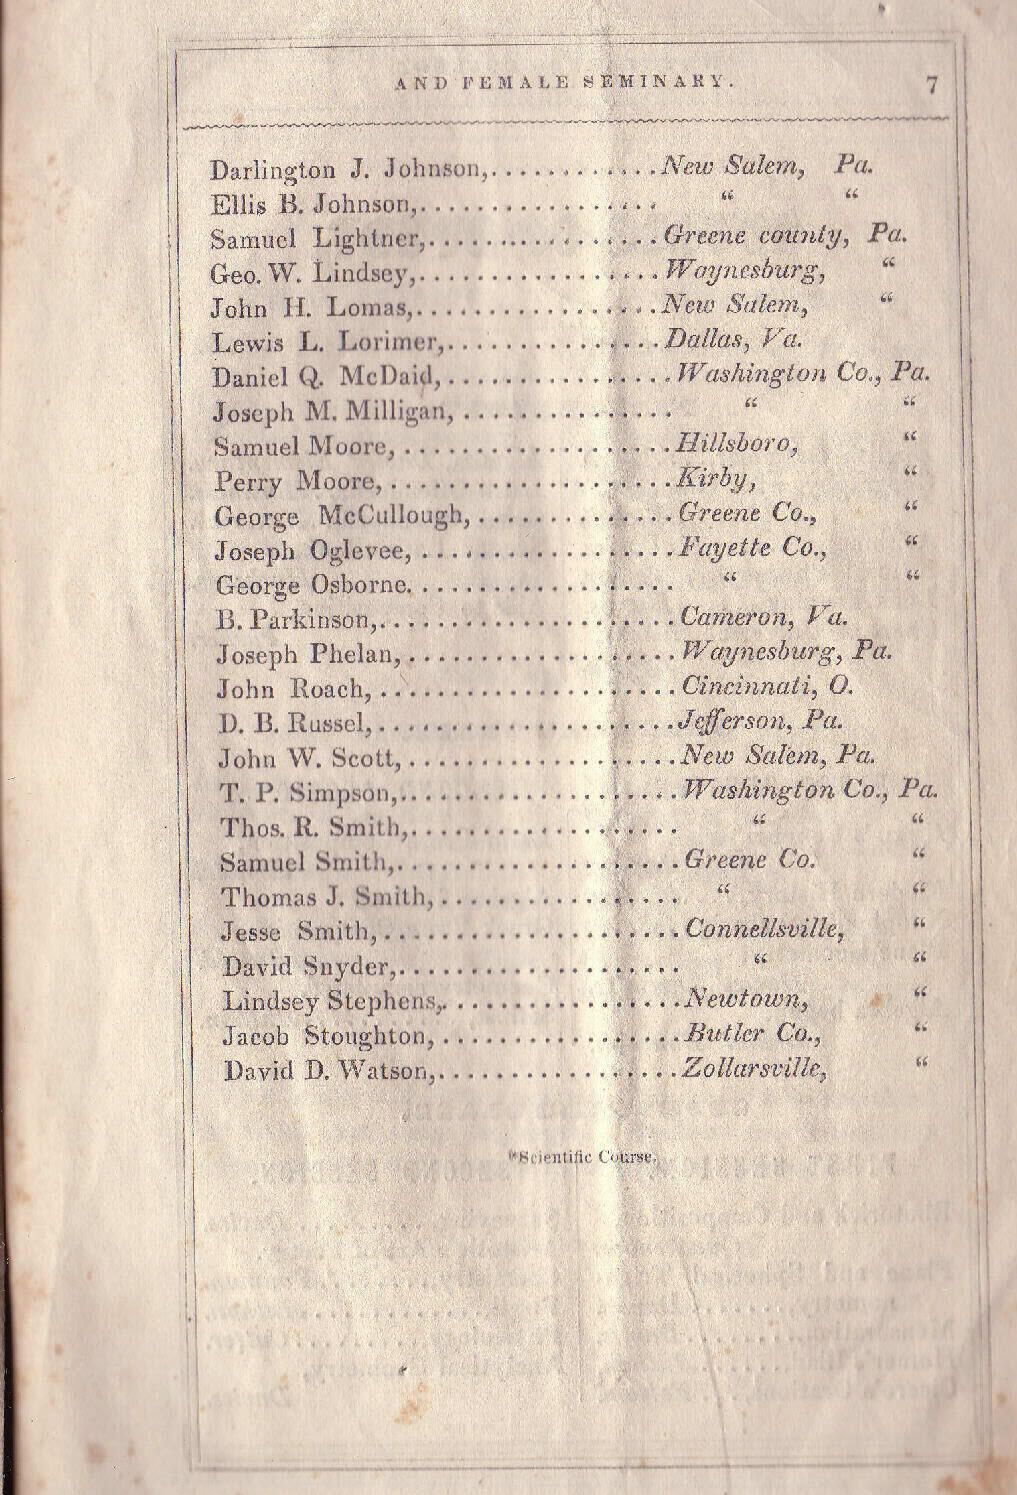 AND FEMALE SEMINARY. 7
Darlington J. Johnson,............New Salem, Pa.
Ellis B. Johnson,................. “ “
Samuel Lightner,................Greene county, Pa.
Geo. W. Lindsey,.................Waynesburg, “
John H. Lomas,.................New Salem, “
Lewis L. Lorimer,...............Dallas, Va.
Daniel Q. McDaid,................Washington Co., Pa.
Joseph M. Milligan,............... “ “
Samuel Moore,...................Hillsboro, “
Perry Moore,....................Kirby, “
George McCullough,..............Greene Co., “
Joseph Oglevee,..................Fayette Co., “
George Osborne................... “ “
B. Parkinson,.....................Cameron, Va.
Joseph Phelan,...................Waynesburg, Pa.
John Roach,.....................Cincinnati, O.
D. B. Russel,.....................Jefferson, Pa.
John W. Scott,...................New Salem, Pa.
T. P. Simpson,....................Washington Co., Pa.
Thos. R. Smith,................... “ “
Samuel Smith,....................Greene Co. “
Thomas J. Smith,................. “ “
Jesse Smith,.....................Connellsville, “
David Snyder,.................... “ “
Lindsey Stephens,.................Newtown, “
Jacob Stoughton,.................Butler Co., “
David D. Watson,.................Zollarsville, “
*Scientific Course.